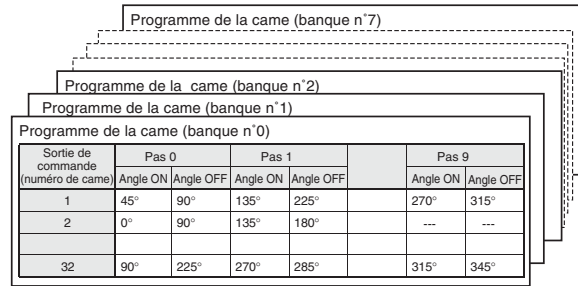 Programme de la came (banque n°7)
Programme de la came (banque n°2)
Programme de la came (banque n°1)
Programme de la came (banque n°0)
Sortie de commande (numéro de came) Pas 0 Pas 1 Pas 9
Angle ON Angle OFF Angle ON Angle OFF Angle ON Angle OFF
1 45° 90° 135° 225° 270° 315°
2 0° 90° 135° 180° --- ---
32 90° 225° 270° 285° 315° 345°